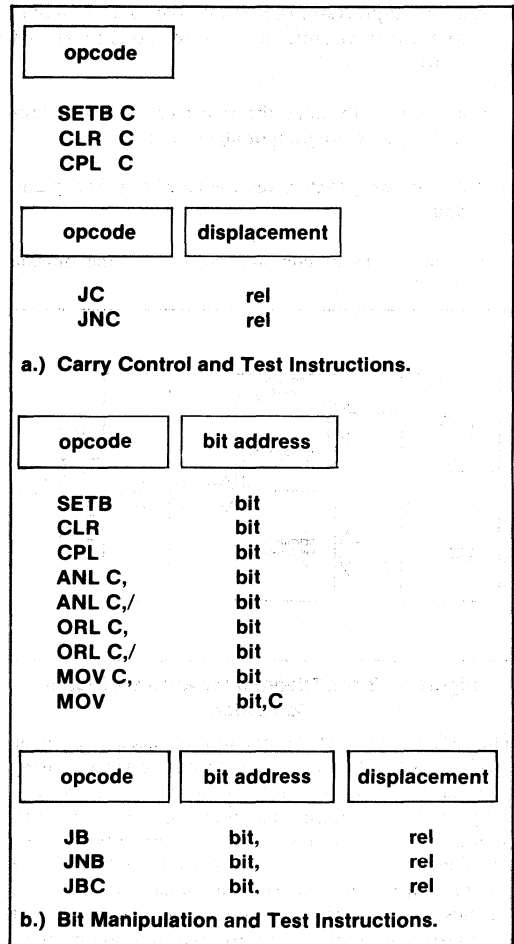 opcode
SETB C
CLR C
CPL C
opcode displacement
JC rel
JNC rel
a.) Carry Control and Test Instructions.
opcode bit address
SETB bit
CLR bit
CPL bit
ANL C, bit
ANL C,/ bit
ORL C, bit
ORL C,/ bit
MOV C, bit
MOV bit,C
opcode bit address displacement
JB bit, rel
JNB bit, rel
JBC bit, rel
b.) Bit Manipulation and Test Instructions.